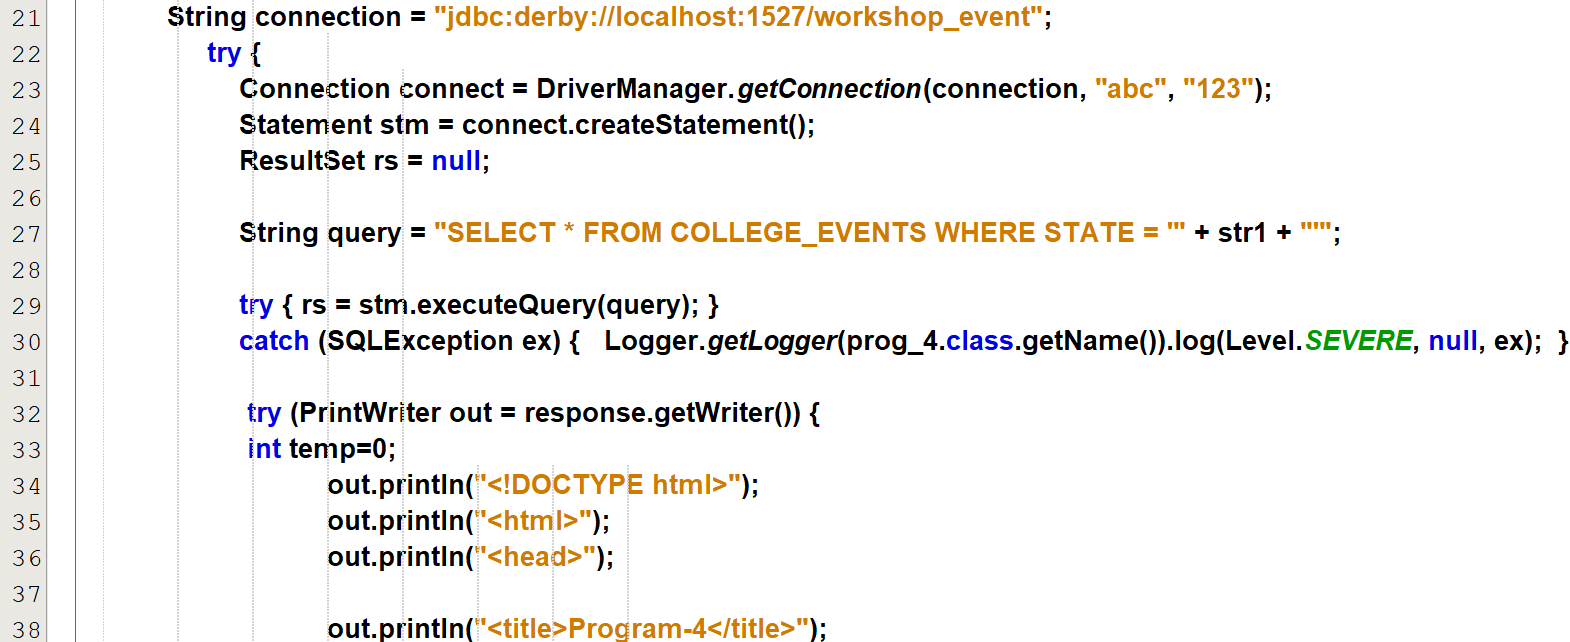 21 String connection = "jdbc:derby://localhost:1527/workshop_event";
22 try {
23 Connection connect = DriverManager.getConnection(connection, "abc", "123");
24 Statement stm = connect.createStatement();
25 ResultSet rs = null;
26
27 String query = "SELECT * FROM COLLEGE_EVENTS WHERE STATE = '" + str1 + "'";
28
29 try { rs = stm.executeQuery(query); }
30 catch (SQLException ex) { Logger.getLogger(prog_4.class.getName()).log(Level.SEVERE, null, ex); }
31
32 try (PrintWriter out = response.getWriter()) {
33 int temp=0;
34 out.println("<!DOCTYPE html>");
35 out.println("<html>");
36 out.println("<head>");
37
38 out.println("<title>Program-4</title>");